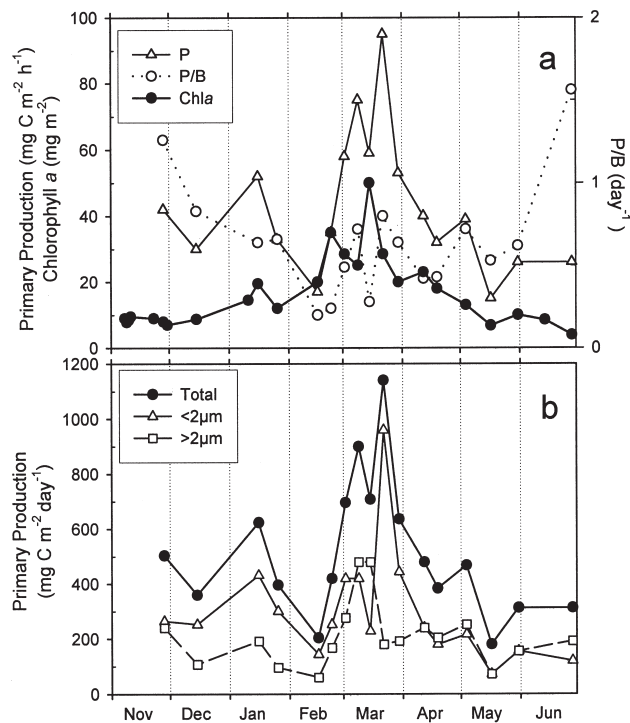 100
80
60
40
20
0
2
1
0
Primary Production (mg C m⁻² h⁻¹)
Chlorophyll a (mg m⁻²)
P/B (day⁻¹)
P
P/B
Chla
a
1200
1000
800
600
400
200
0
Primary Production
(mg C m⁻² day⁻¹)
Total
<2μm
>2μm
b
Nov Dec Jan Feb Mar Apr May Jun